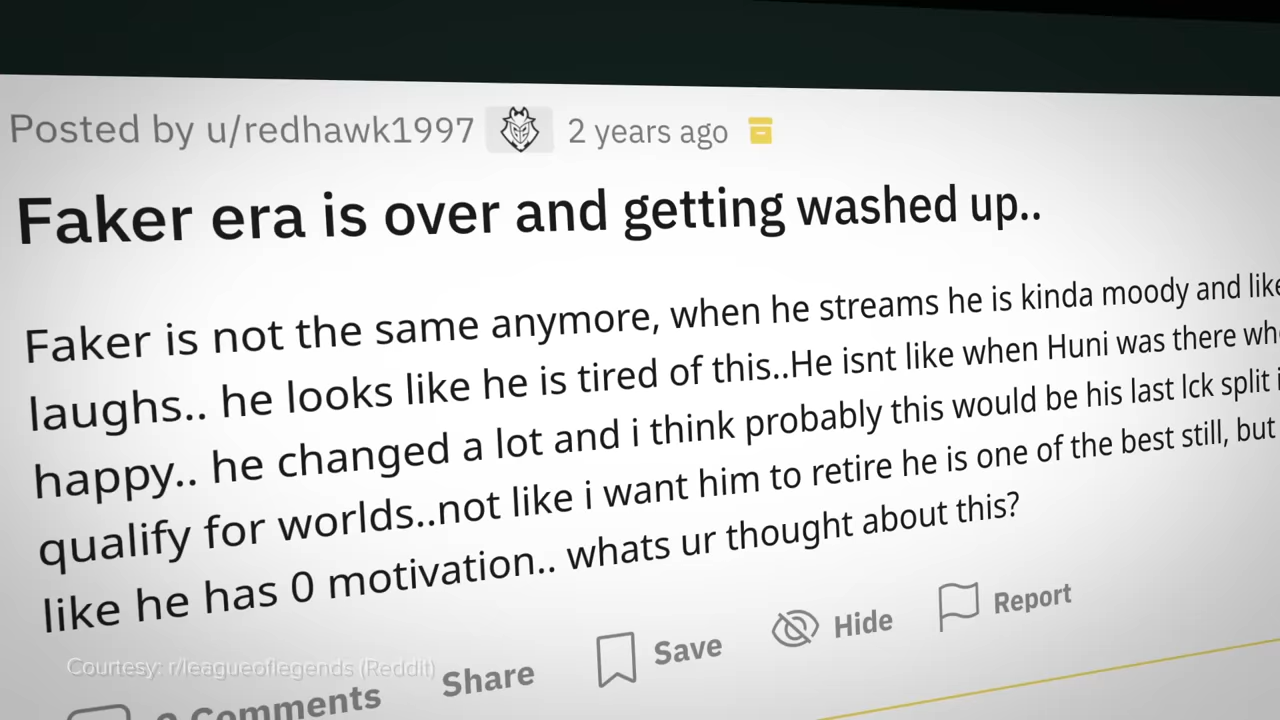 Posted by u/redhawk1997 2 years ago
Faker era is over and getting washed up..
Faker is not the same anymore, when he streams he is kinda moody and like
laughs.. he looks like he is tired of this..He isnt like when Huni was there
happy.. he changed a lot and i think probably this would be his last lck split
qualify for worlds..not like i want him to retire he is one of the best still, but
like he has 0 motivation.. whats ur thought about this?
Comments Share Save Hide Report
Courtesy: r/leagueoflegends (Reddit)